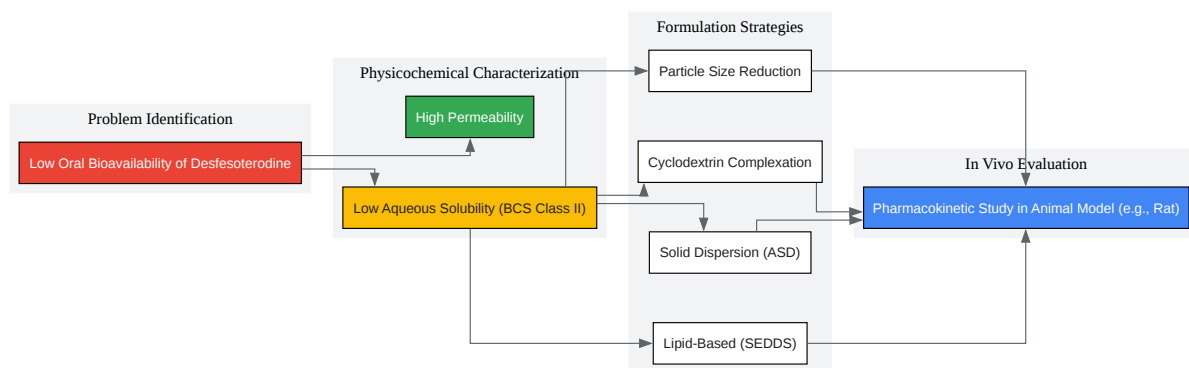 Problem Identification
Low Oral Bioavailability of Desfesoterodine
Physicochemical Characterization
High Permeability
Low Aqueous Solubility (BCS Class II)
Formulation Strategies
Particle Size Reduction
Cyclodextrin Complexation
Solid Dispersion (ASD)
Lipid-Based (SEDDS)
In Vivo Evaluation
Pharmacokinetic Study in Animal Model (e.g., Rat)